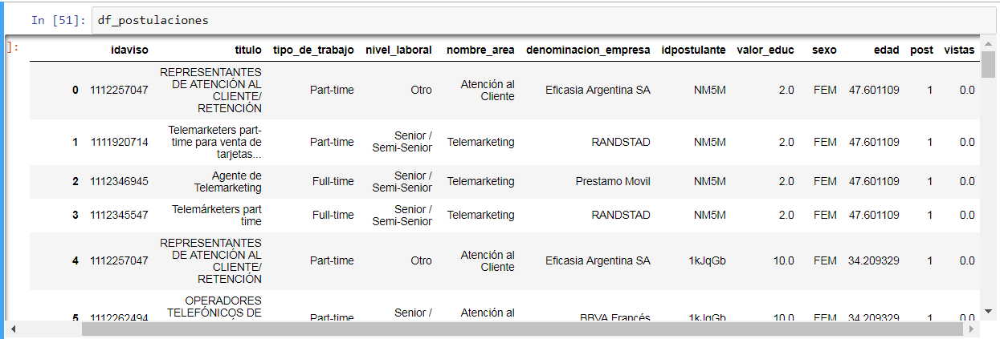 In [51]: df_postulaciones
]:
idaviso titulo tipo_de_trabajo nivel_laboral nombre_area denominacion_empresa idpostulante valor_educ sexo edad post vistas
0 1112257047 REPRESENTANTES DE ATENCIÓN AL CLIENTE/ RETENCIÓN Part-time Otro Atención al Cliente Eficasia Argentina SA NM5M 2.0 FEM 47.601109 1 0.0
1 1111920714 Telemarketers part-time para venta de tarjetas... Part-time Senior / Semi-Senior Telemarketing RANDSTAD NM5M 2.0 FEM 47.601109 1 0.0
2 1112346945 Agente de Telemarketing Full-time Senior / Semi-Senior Telemarketing Prestamo Movil NM5M 2.0 FEM 47.601109 1 0.0
3 1112345547 Telemárketers part time Full-time Senior / Semi-Senior Telemarketing RANDSTAD NM5M 2.0 FEM 47.601109 1 0.0
4 1112257047 REPRESENTANTES DE ATENCIÓN AL CLIENTE/ RETENCIÓN Part-time Otro Atención al Cliente Eficasia Argentina SA 1kJqGb 10.0 FEM 34.209329 1 0.0
5 1112262494 OPERADORES TELEFÓNICOS DE Part-time Senior / Atención al BBVA Francés 1kJqGb 10.0 FEM 34.209329 1 0.0